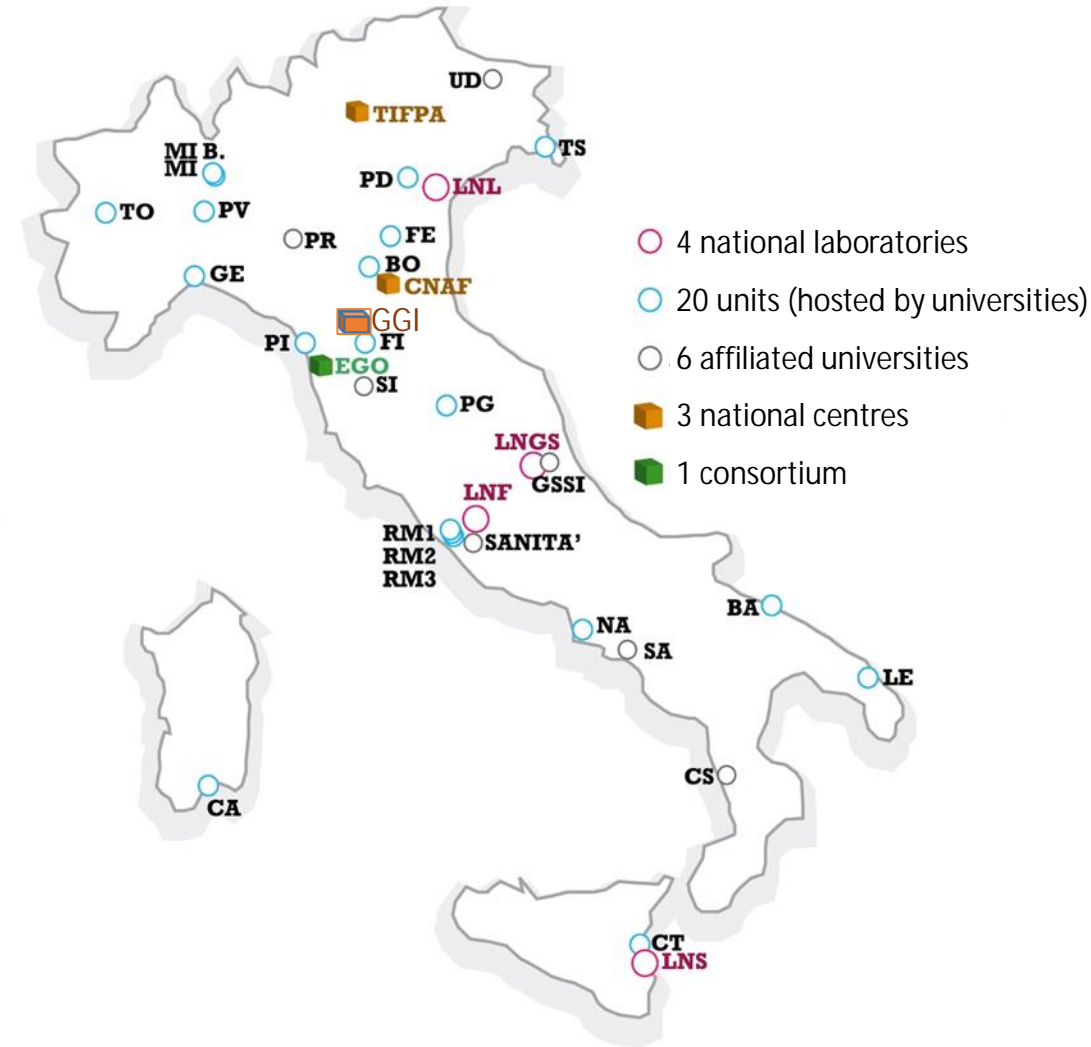 UD
TIFPA
TS
MI B.
MI
PD
LNL
TO
PV
PR
FE
BO
GE
CNAF
GGI
PI
FI
EGO
SI
PG
LNGS
GSSI
LNF
RM1
RM2
RM3
SANITA’
BA
NA
SA
LE
CS
CA
CT
LNS
4 national laboratories
20 units (hosted by universities)
6 affiliated universities
3 national centres
1 consortium